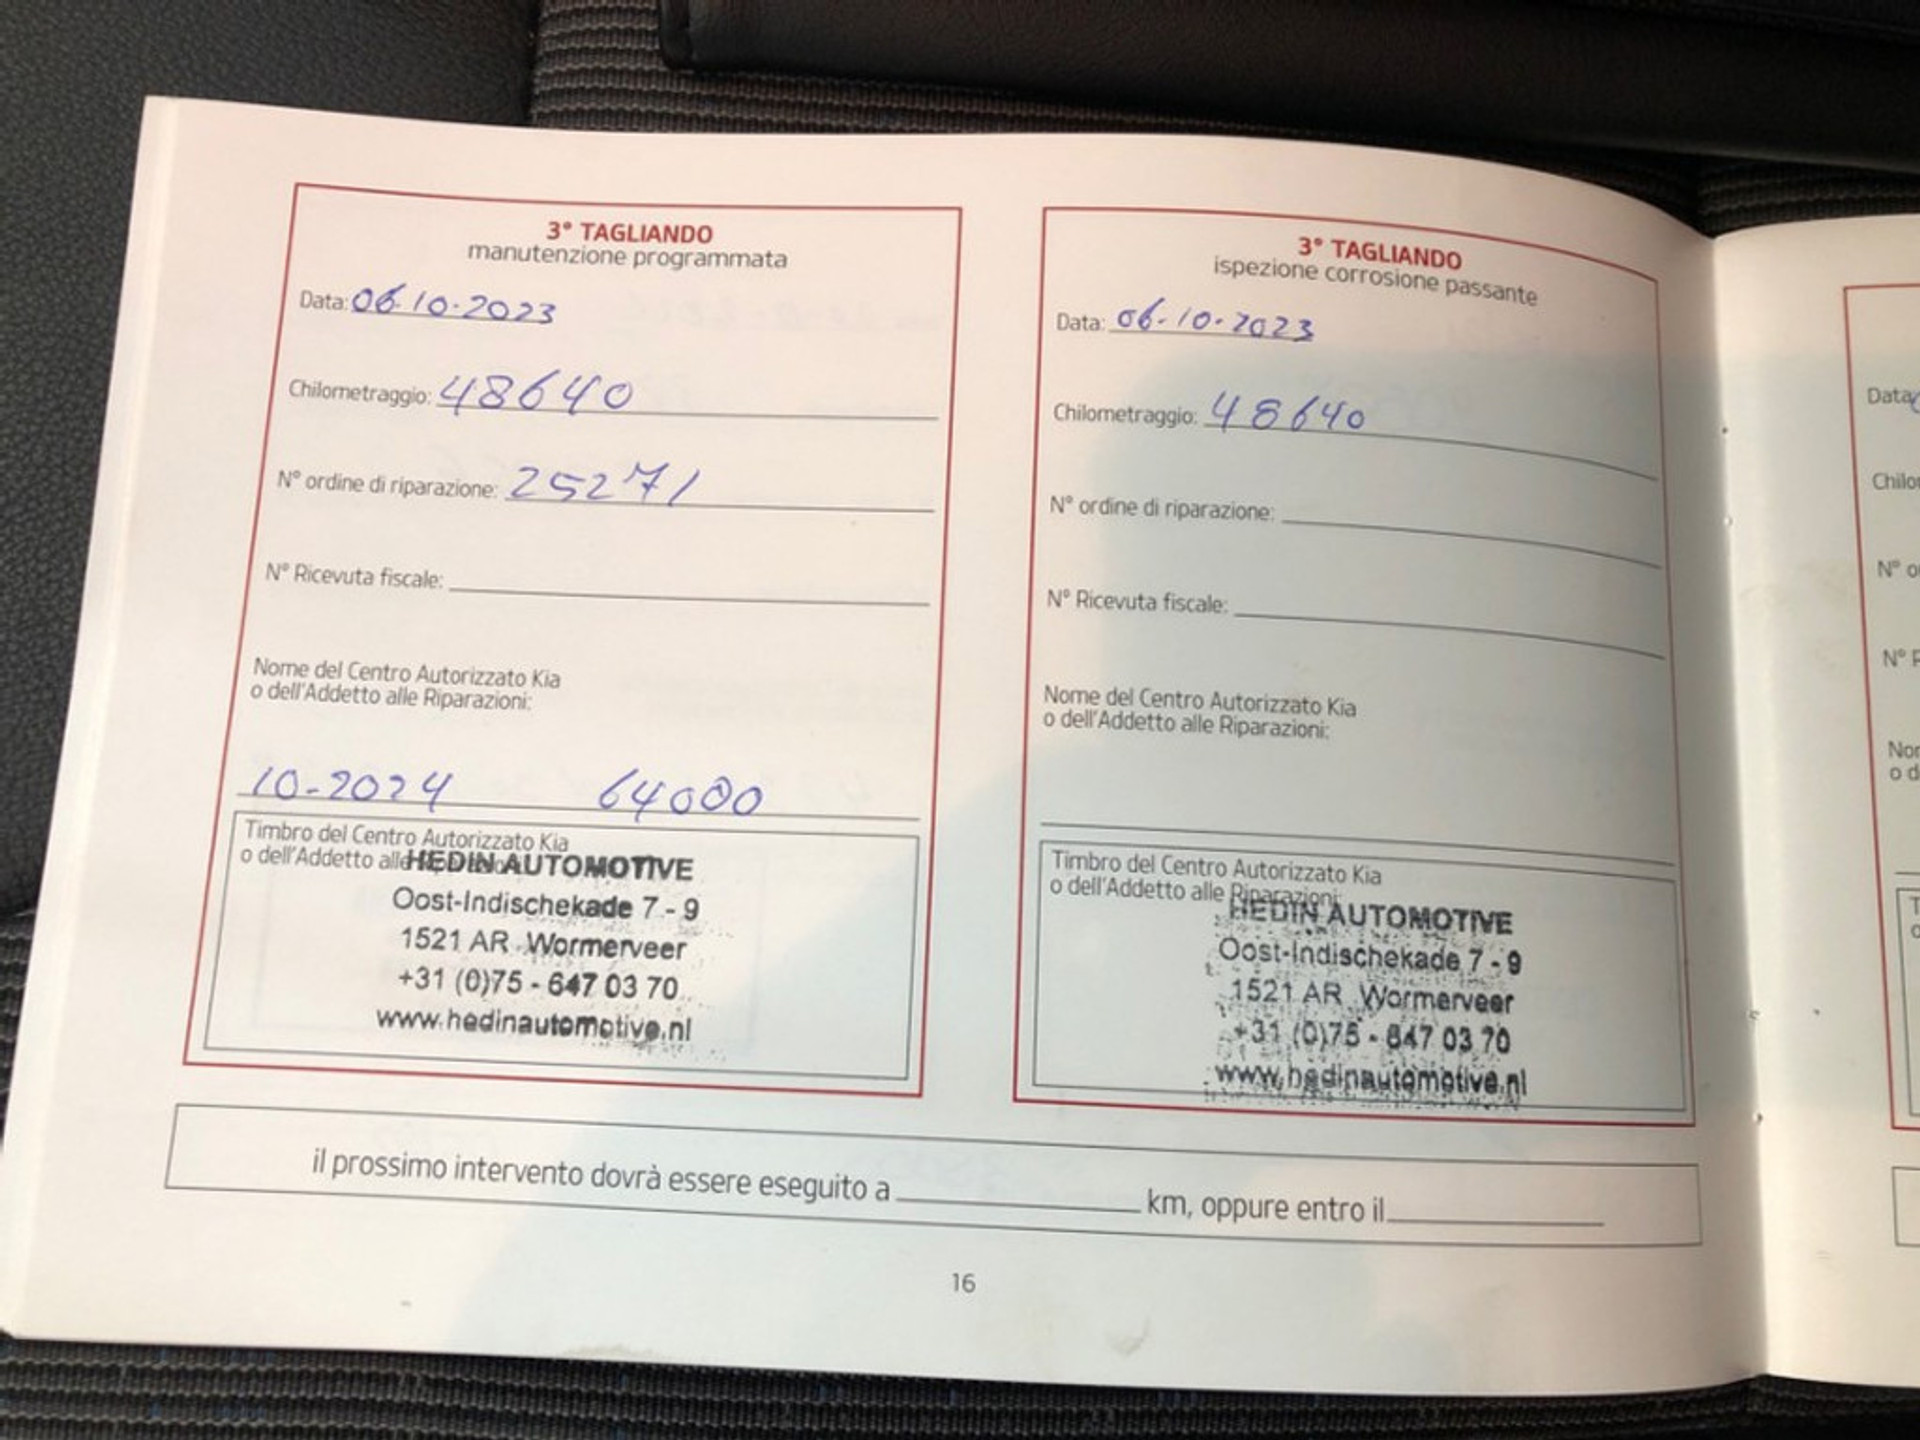 3° TAGLIANDO
manutenzione programmata
Data: 06-10-2023
Chilometraggio: 48640
N° ordine di riparazione: 25271
N° Ricevuta fiscale:
Nome del Centro Autorizzato Kia
o dell'Addetto alle Riparazioni:
10-2024 64000
Timbro del Centro Autorizzato Kia
o dell'Addetto alle
HEDIN AUTOMOTIVE
Oost-Indischekade 7 - 9
1521 AR Wormerveer
+31 (0)75 - 647 03 70
www.hedinautomotive.nl
3° TAGLIANDO
ispezione corrosione passante
Data: 06-10-2023
Chilometraggio: 48640
N° ordine di riparazione:
N° Ricevuta fiscale:
Nome del Centro Autorizzato Kia
o dell'Addetto alle Riparazioni:
Timbro del Centro Autorizzato Kia
o dell'Addetto alle Riparazioni:
HEDIN AUTOMOTIVE
Oost-Indischekade 7 - 9
1521 AR Wormerveer
+31 (0)75 - 647 03 70
www.hedinautomotive.nl
il prossimo intervento dovrà essere eseguito a km, oppure entro il
16
Data
Chilo
N° o
N°
Nor
o d